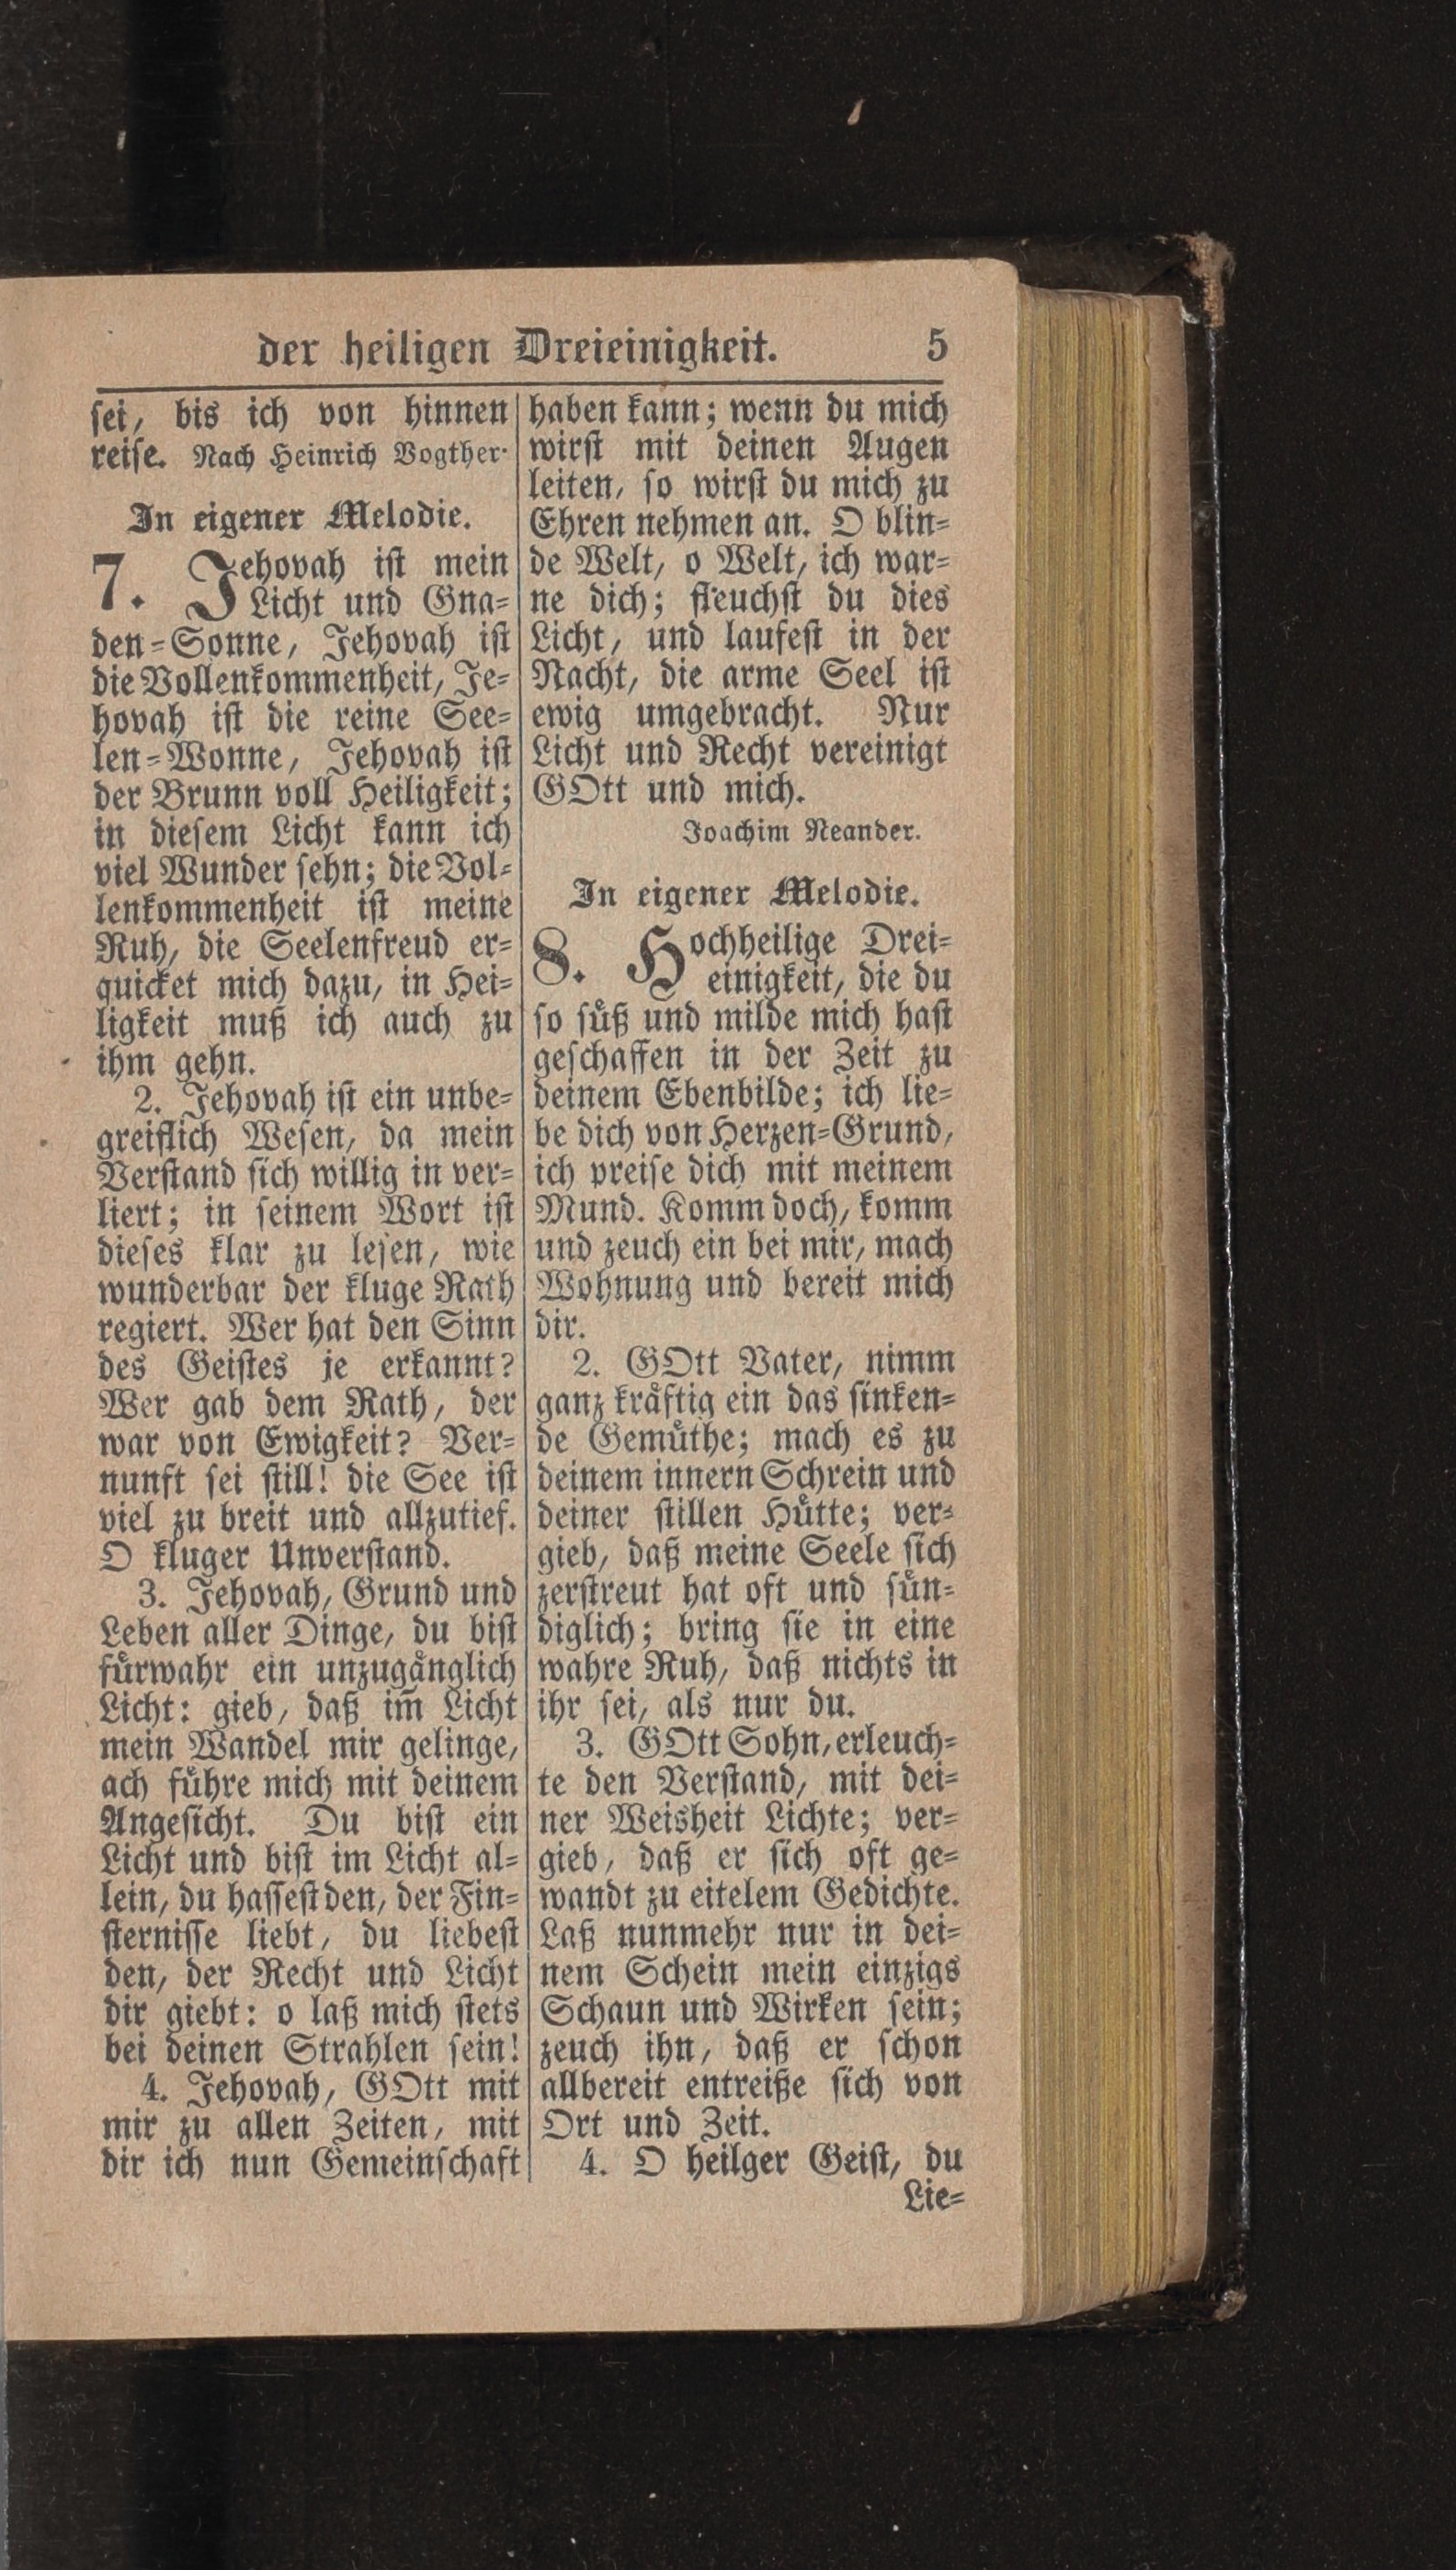 der heiligen Dreieinigkeit. 5
sei, bis ich von hinnen
reise. Nach Heinrich Vogther.
In eigener Melodie.
7. Jehovah ist mein
Licht und Gna=
den=Sonne, Jehovah ist
die Vollenkommenheit, Je=
hovah ist die reine See=
len=Wonne, Jehovah ist
der Brunn voll Heiligkeit;
in diesem Licht kann ich
viel Wunder sehn; die Vol=
lenkommenheit ist meine
Ruh, die Seelenfreud er=
quicket mich dazu, in Hei=
ligkeit muß ich auch zu
ihm gehn.
2. Jehovah ist ein unbe=
greiflich Wesen, da mein
Verstand sich willig in ver=
liert; in seinem Wort ist
dieses klar zu lesen, wie
wunderbar der kluge Rath
regiert. Wer hat den Sinn
des Geistes je erkannt?
Wer gab dem Rath, der
war von Ewigkeit? Ver=
nunft sei still! die See ist
viel zu breit und allzutief.
O kluger Unverstand.
3. Jehovah, Grund und
Leben aller Dinge, du bist
fürwahr ein unzugänglich
Licht: gieb, daß im̄ Licht
mein Wandel mir gelinge,
ach führe mich mit deinem
Angesicht. Du bist ein
Licht und bist im Licht al=
lein, du hassest den, der Fin=
sternisse liebt, du liebest
den, der Recht und Licht
dir giebt: o laß mich stets
bei deinen Strahlen sein!
4. Jehovah, GOtt mit
mir zu allen Zeiten, mit
dir ich nun Gemeinschaft
haben kann; wenn du mich
wirst mit deinen Augen
leiten, so wirst du mich zu
Ehren nehmen an. O blin=
de Welt, o Welt, ich war=
ne dich; fleuchst du dies
Licht, und laufest in der
Nacht, die arme Seel ist
ewig umgebracht. Nur
Licht und Recht vereinigt
GOtt und mich.
Joachim Neander.
In eigener Melodie.
8. Hochheilige Drei=
einigkeit, die du
so süß und milde mich hast
geschaffen in der Zeit zu
deinem Ebenbilde; ich lie=
be dich von Herzen=Grund,
ich preise dich mit meinem
Mund. Komm doch, komm
und zeuch ein bei mir, mach
Wohnung und bereit mich
dir.
2. GOtt Vater, nimm
ganz kräftig ein das sinken=
de Gemüthe; mach es zu
deinem innern Schrein und
deiner stillen Hütte; ver=
gieb, daß meine Seele sich
zerstreut hat oft und sün=
diglich; bring sie in eine
wahre Ruh, daß nichts in
ihr sei, als nur du.
3. GOtt Sohn, erleuch=
te den Verstand, mit dei=
ner Weisheit Lichte; ver=
gieb, daß er sich oft ge=
wandt zu eitelem Gedichte.
Laß nunmehr nur in dei=
nem Schein mein einzigs
Schaun und Wirken sein;
zeuch ihn, daß er schon
allbereit entreiße sich von
Ort und Zeit.
4. O heilger Geist, du
Lie=